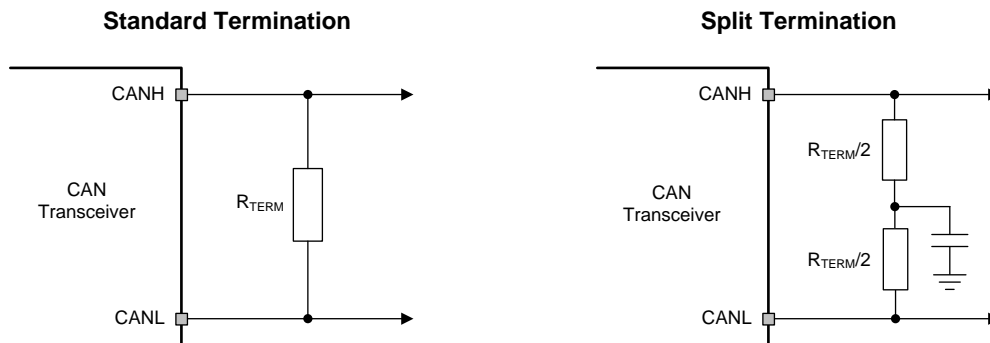 Standard Termination
CANH
CAN
Transceiver
RTERM
CANL
Split Termination
CANH
RTERM/2
CAN
Transceiver
RTERM/2
CANL